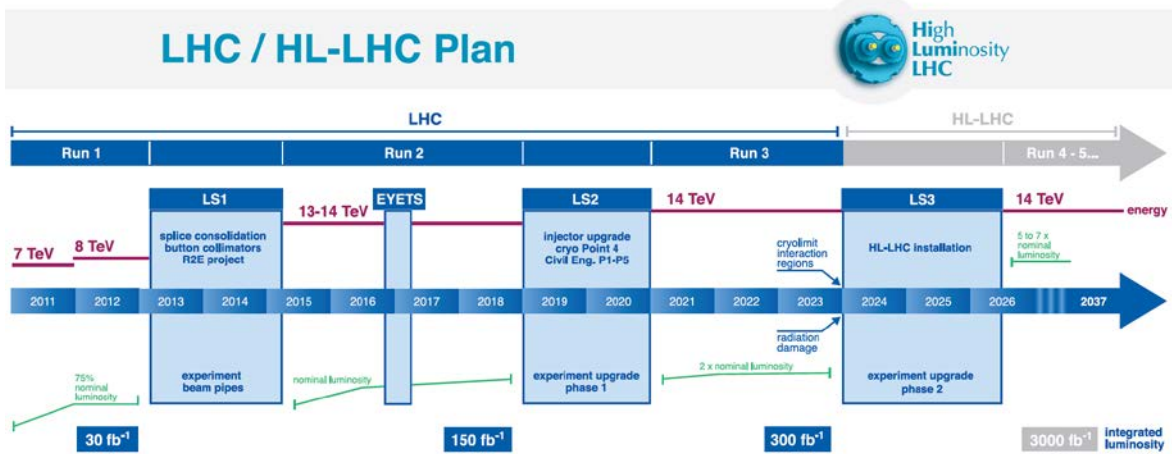 LHC / HL-LHC Plan
High
Luminosity
LHC
LHC
HL-LHC
Run 1
Run 2
Run 3
Run 4 - 5...
LS1
EYETS
LS2
LS3
13-14 TeV
14 TeV
14 TeV
energy
7 TeV
8 TeV
splice consolidation
button collimators
R2E project
injector upgrade
cryo Point 4
Civil Eng. P1-P5
cryolimit
interaction
regions
HL-LHC installation
5 to 7 x
nominal
luminosity
2011
2012
2013
2014
2015
2016
2017
2018
2019
2020
2021
2022
2023
2024
2025
2026
2037
radiation
damage
75%
nominal
luminosity
experiment
beam pipes
nominal luminosity
experiment upgrade
phase 1
2 x nominal luminosity
experiment upgrade
phase 2
30 fb⁻¹
150 fb⁻¹
300 fb⁻¹
3000 fb⁻¹
integrated
luminosity